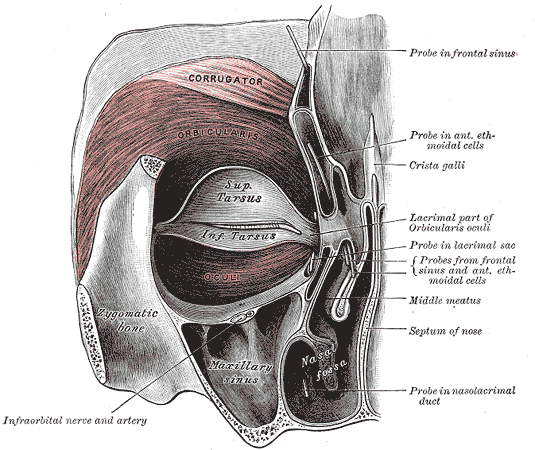 Probe in frontal sinus
CORRUGATOR
ORBICULARIS
Probe in ant. eth-
moidal cells
Crista galli
Sup.
Tarsus
Lacrimal part of
Orbicularis oculi
Inf. Tarsus
Probe in lacrimal sac
Probes from frontal
sinus and ant. eth-
moidal cells
OCULI
Middle meatus
Zygomatic
bone
Septum of nose
Nasal
fossa
Maxillary
sinus
Probe in nasolacrimal
duct
Infraorbital nerve and artery